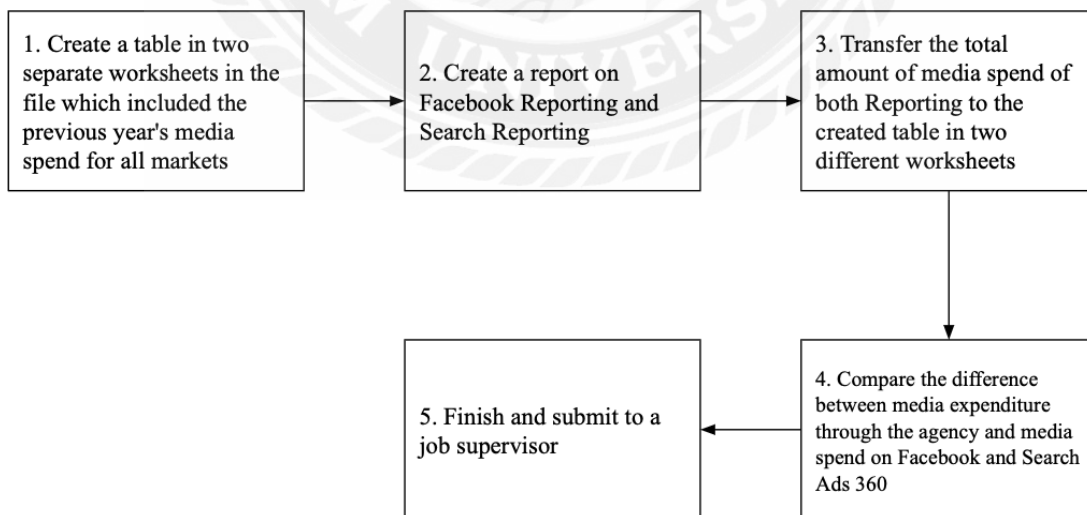 UNIVERS
1. Create a table in two
separate worksheets in the
file which included the
previous year's media
spend for all markets
2. Create a report on
Facebook Reporting and
Search Reporting
3. Transfer the total
amount of media spend of
both Reporting to the
created table in two
different worksheets
4. Compare the difference
between media expenditure
through the agency and media
spend on Facebook and Search
Ads 360
5. Finish and submit to a
job supervisor